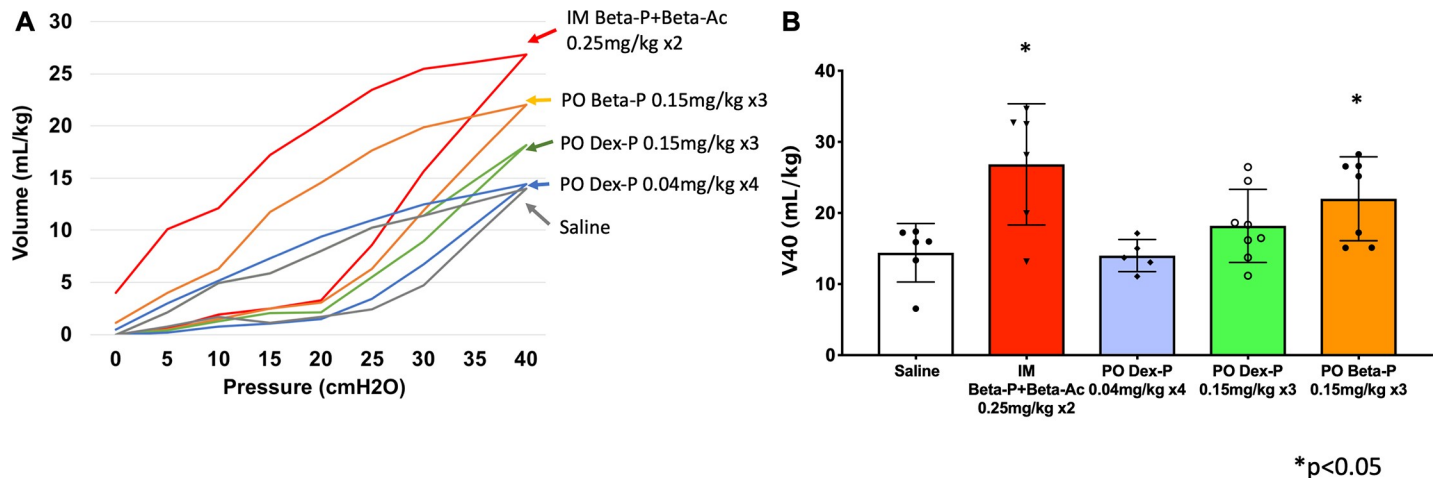 A
Volume (mL/kg)
30
25
20
15
10
5
0
0 5 10 15 20 25 30 35 40
Pressure (cmH2O)
IM Beta-P+Beta-Ac
0.25mg/kg x2
PO Beta-P 0.15mg/kg x3
PO Dex-P 0.15mg/kg x3
PO Dex-P 0.04mg/kg x4
Saline
B
V40 (mL/kg)
40
30
20
10
0
*
*
Saline
IM
Beta-P+Beta-Ac
0.25mg/kg x2
PO Dex-P
0.04mg/kg x4
PO Dex-P
0.15mg/kg x3
PO Beta-P
0.15mg/kg x3
*p<0.05